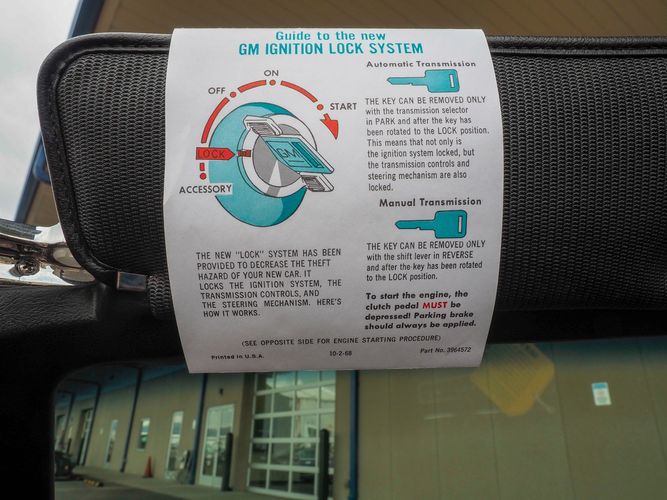 Guide to the new
GM IGNITION LOCK SYSTEM
ON
OFF
START
LOCK
ACCESSORY
GM
THE NEW "LOCK" SYSTEM HAS BEEN
PROVIDED TO DECREASE THE THEFT
HAZARD OF YOUR NEW CAR. IT
LOCKS THE IGNITION SYSTEM, THE
TRANSMISSION CONTROLS, AND
THE STEERING MECHANISM. HERE'S
HOW IT WORKS.
Automatic Transmission
THE KEY CAN BE REMOVED ONLY
with the transmission selector
in PARK and after the key has
been rotated to the LOCK position.
This means that not only is
the ignition system locked, but
the transmission controls and
steering mechanism are also
locked.
Manual Transmission
THE KEY CAN BE REMOVED ONLY
with the shift lever in REVERSE
and after the key has been rotated
to the LOCK position.
To start the engine, the
clutch pedal MUST be
depressed! Parking brake
should always be applied.
(SEE OPPOSITE SIDE FOR ENGINE STARTING PROCEDURE)
Printed in U.S.A. 10-2-68 Part No. 3964572